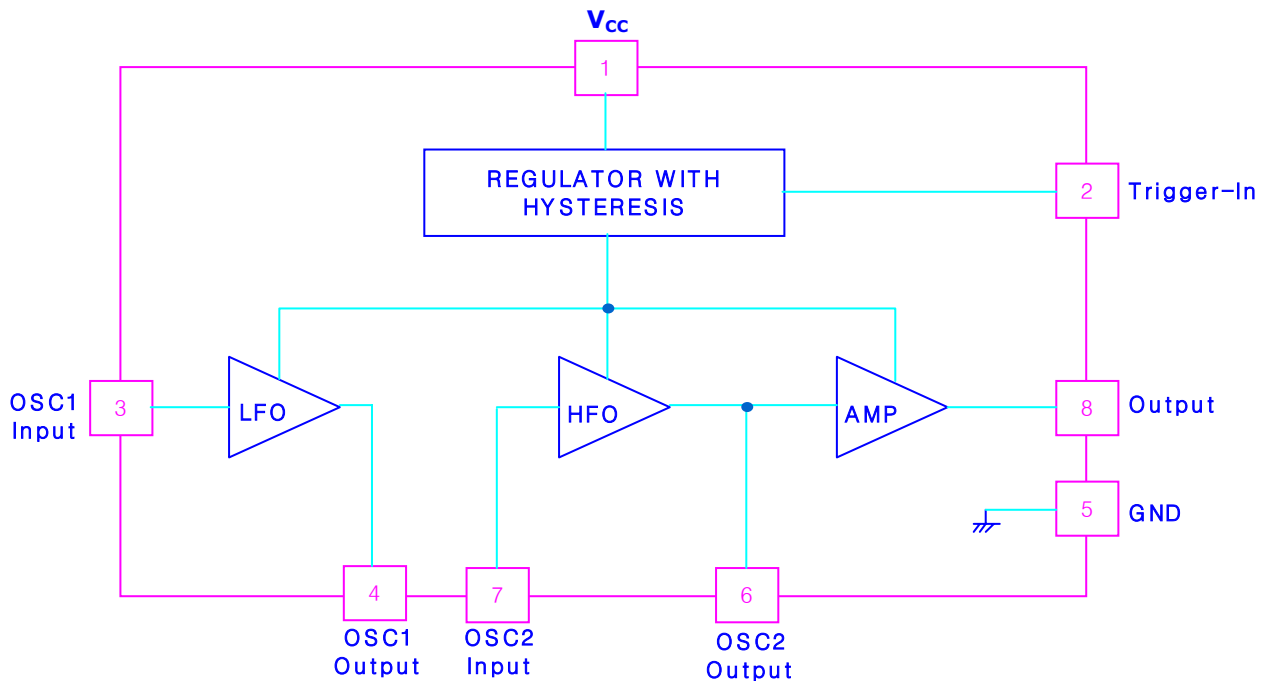 VCC
1
REGULATOR WITH
HYSTERESIS
2
Trigger-In
OSC1
Input
3
LFO
HFO
AMP
8
Output
5
GND
4
7
6
OSC1
Output
OSC2
Input
OSC2
Output